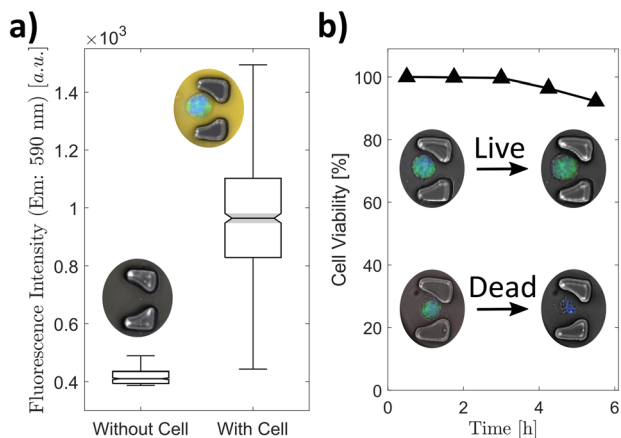 a)
×10³
Fluorescence Intensity (Em: 590 nm) [a.u.]
1.4
1.2
1
0.8
0.6
0.4
Without Cell
With Cell
b)
Cell Viability [%]
100
80
60
40
20
0
Live
Dead
0
2
4
6
Time [h]